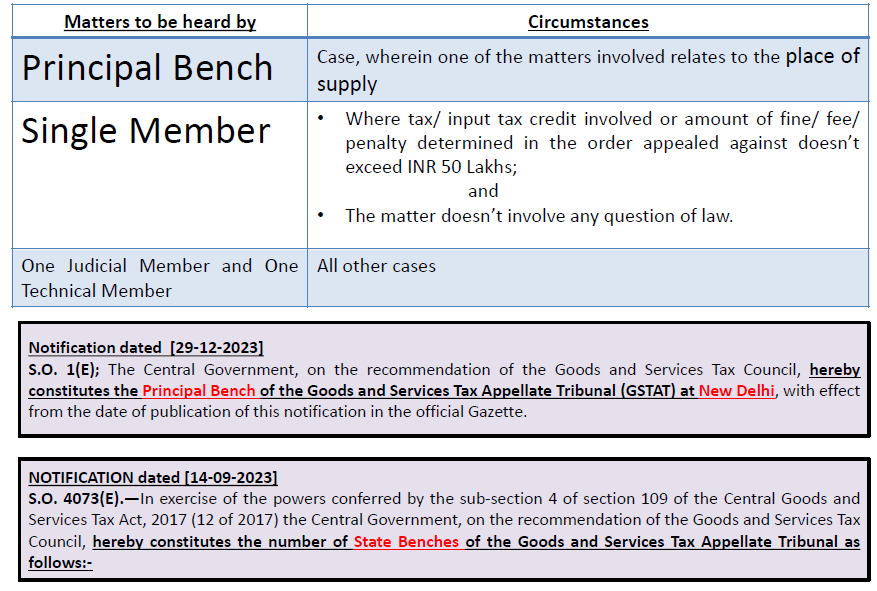 Matters to be heard by
Circumstances
Principal Bench
Case, wherein one of the matters involved relates to the place of
supply
Single Member
• Where tax/ input tax credit involved or amount of fine/ fee/
penalty determined in the order appealed against doesn’t
exceed INR 50 Lakhs;
and
• The matter doesn’t involve any question of law.
One Judicial Member and One
Technical Member
All other cases
Notification dated [29-12-2023]
S.O. 1(E); The Central Government, on the recommendation of the Goods and Services Tax Council, hereby
constitutes the Principal Bench of the Goods and Services Tax Appellate Tribunal (GSTAT) at New Delhi, with effect
from the date of publication of this notification in the official Gazette.
NOTIFICATION dated [14-09-2023]
S.O. 4073(E).—In exercise of the powers conferred by the sub-section 4 of section 109 of the Central Goods and
Services Tax Act, 2017 (12 of 2017) the Central Government, on the recommendation of the Goods and Services Tax
Council, hereby constitutes the number of State Benches of the Goods and Services Tax Appellate Tribunal as
follows:-